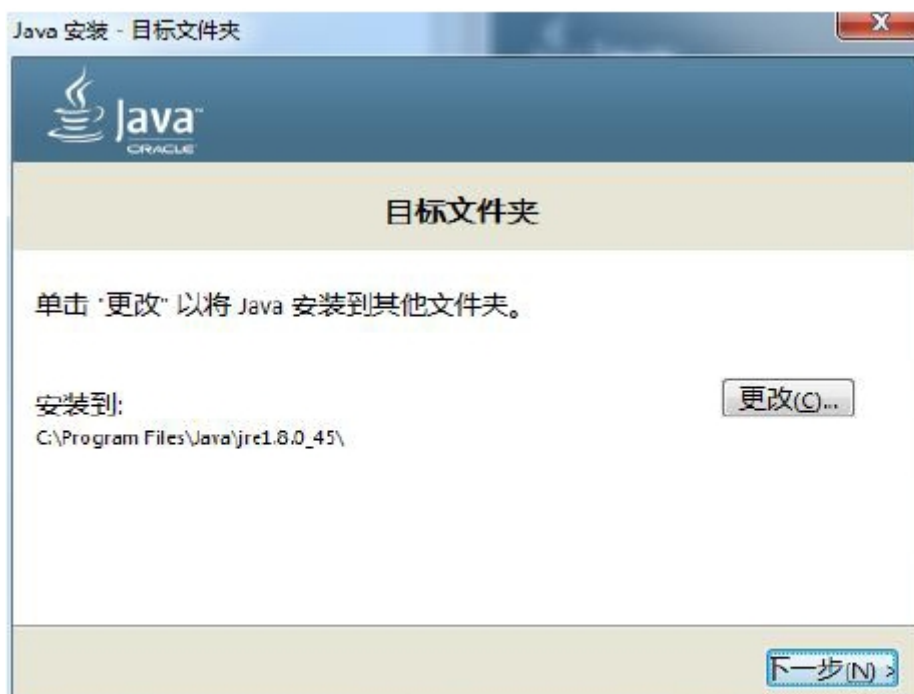 Java 安装 - 目标文件夹
Java
ORACLE
目标文件夹
单击 "更改" 以将 Java 安装到其他文件夹。
更改(C)...
安装到:
C:\Program Files\Java\jre1.8.0_45\
下一步(N) >